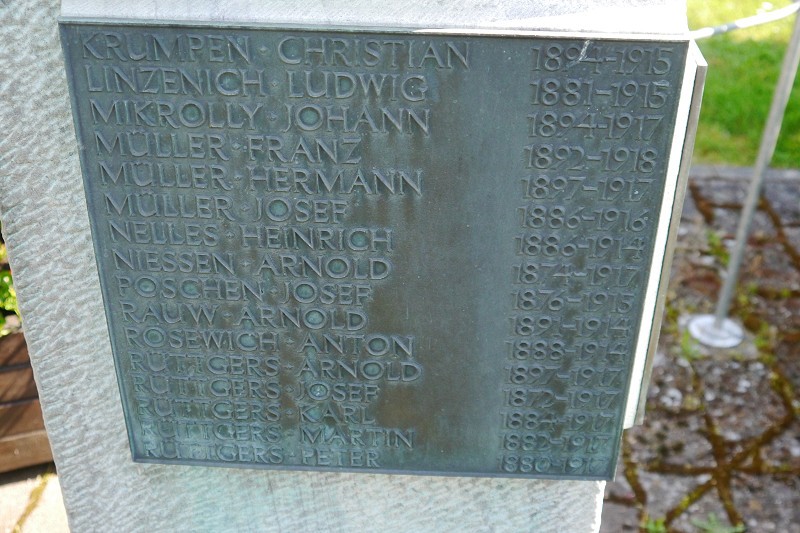 KRUMPEN · CHRISTIAN 1894-1915
LINZENICH · LUDWIG 1881-1915
MIKROLLY · JOHANN 1894-1917
MÜLLER · FRANZ 1892-1918
MÜLLER · HERMANN 1897-1917
MÜLLER · JOSEF 1886-1916
NELLES · HEINRICH 1886-1914
NIESSEN · ARNOLD 1874-1917
POSCHEN · JOSEF 1876-1915
RAUW · ARNOLD 1891-1914
ROSEWICH · ANTON 1888-1914
RÜTTGERS · ARNOLD 1897-1917
RÜTTGERS · JOSEF 1872-1917
RÜTTGERS · KARL
RÜTTGERS · MARTIN 1882-1917
RÜTTGERS · PETER